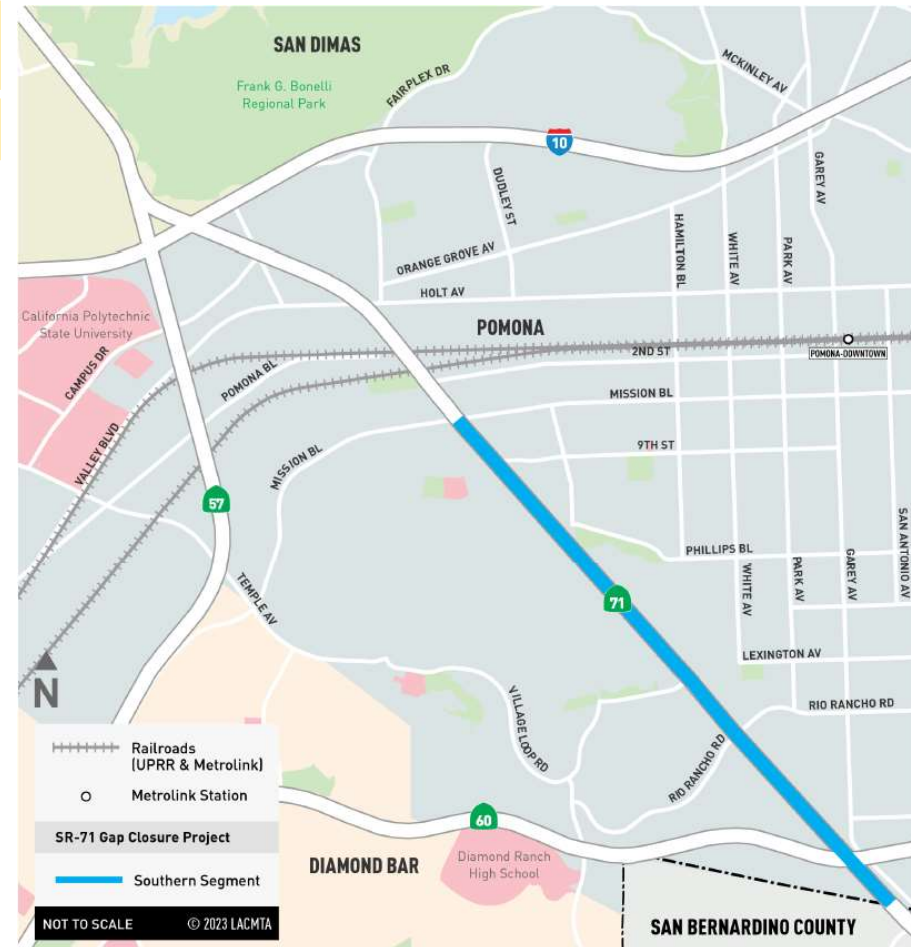 SAN DIMAS
Frank G. Bonelli
Regional Park
FAIRPLEX DR
MCKINLEY AV
10
DUDLEY ST
GAREY AV
HAMILTON BL
WHITE AV
PARK AV
ORANGE GROVE AV
HOLT AV
California Polytechnic
State University
POMONA
CAMPUS DR
POMONA BL
2ND ST
POMONA-DOWNTOWN
MISSION BL
VALLEY BLVD
MISSION BL
9TH ST
57
SAN ANTONIO AV
PHILLIPS BL
TEMPLE AV
71
WHITE AV
PARK AV
GAREY AV
LEXINGTON AV
N
VILLAGE LOOP RD
RIO RANCHO RD
RIO RANCHO RD
Railroads
(UPRR & Metrolink)
Metrolink Station
SR-71 Gap Closure Project
Southern Segment
NOT TO SCALE © 2023 LACMTA
60
DIAMOND BAR
Diamond Ranch
High School
SAN BERNARDINO COUNTY